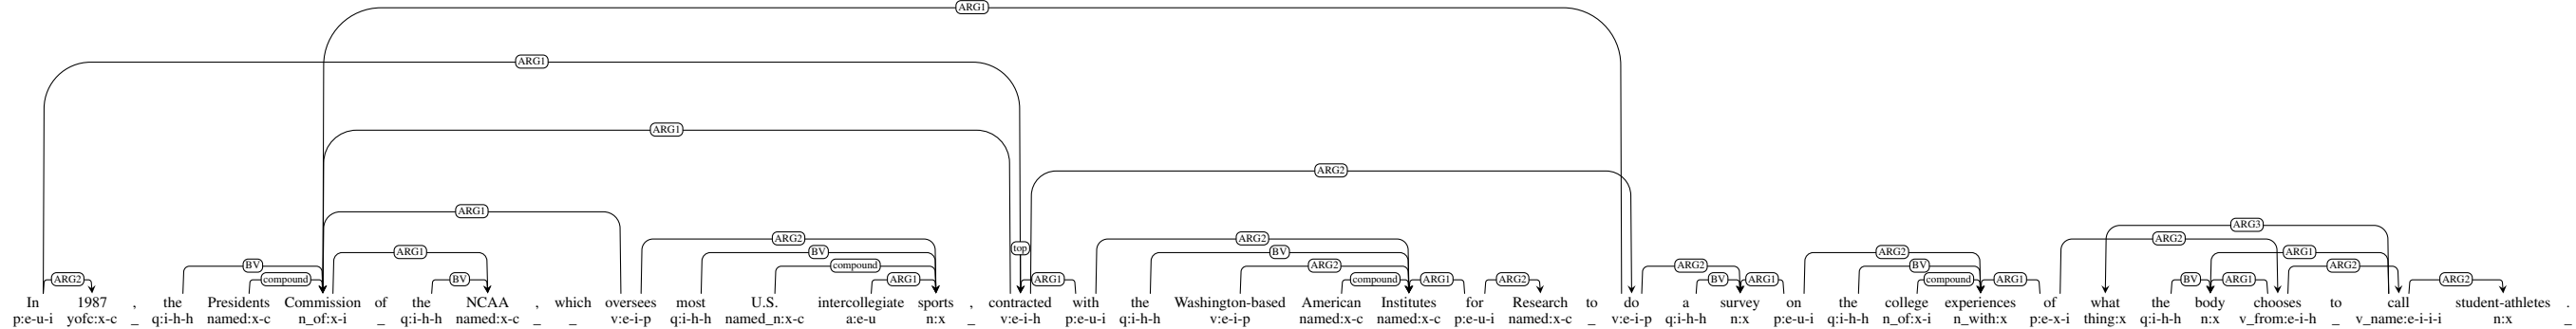 ARG1
ARG1
ARG1
ARG2
ARG1
ARG3
top ARG2 ARG2 ARG2
ARG1 BV BV ARG2 ARG1
BV compound ARG2 ARG2 BV ARG2
ARG2 compound BV ARG1 ARG1 compound ARG1 ARG2 BV ARG1 compound ARG1 BV ARG1 ARG2
In 1987 , the Presidents Commission of the NCAA , which oversees most U.S. intercollegiate sports , contracted with the Washington-based American Institutes for Research to do a survey on the college experiences of what the body chooses to call student-athletes .
p:e-u-i yofc:x-c _ q:i-h-h named:x-c n_of:x-i _ q:i-h-h named:x-c _ _ v:e-i-p q:i-h-h named_n:x-c a:e-u n:x _ v:e-i-h p:e-u-i q:i-h-h v:e-i-p named:x-c named:x-c p:e-u-i named:x-c _ v:e-i-p q:i-h-h n:x p:e-u-i q:i-h-h n_of:x-i n_with:x p:e-x-i thing:x q:i-h-h n:x v_from:e-i-h _ v_name:e-i-i-i n:x _